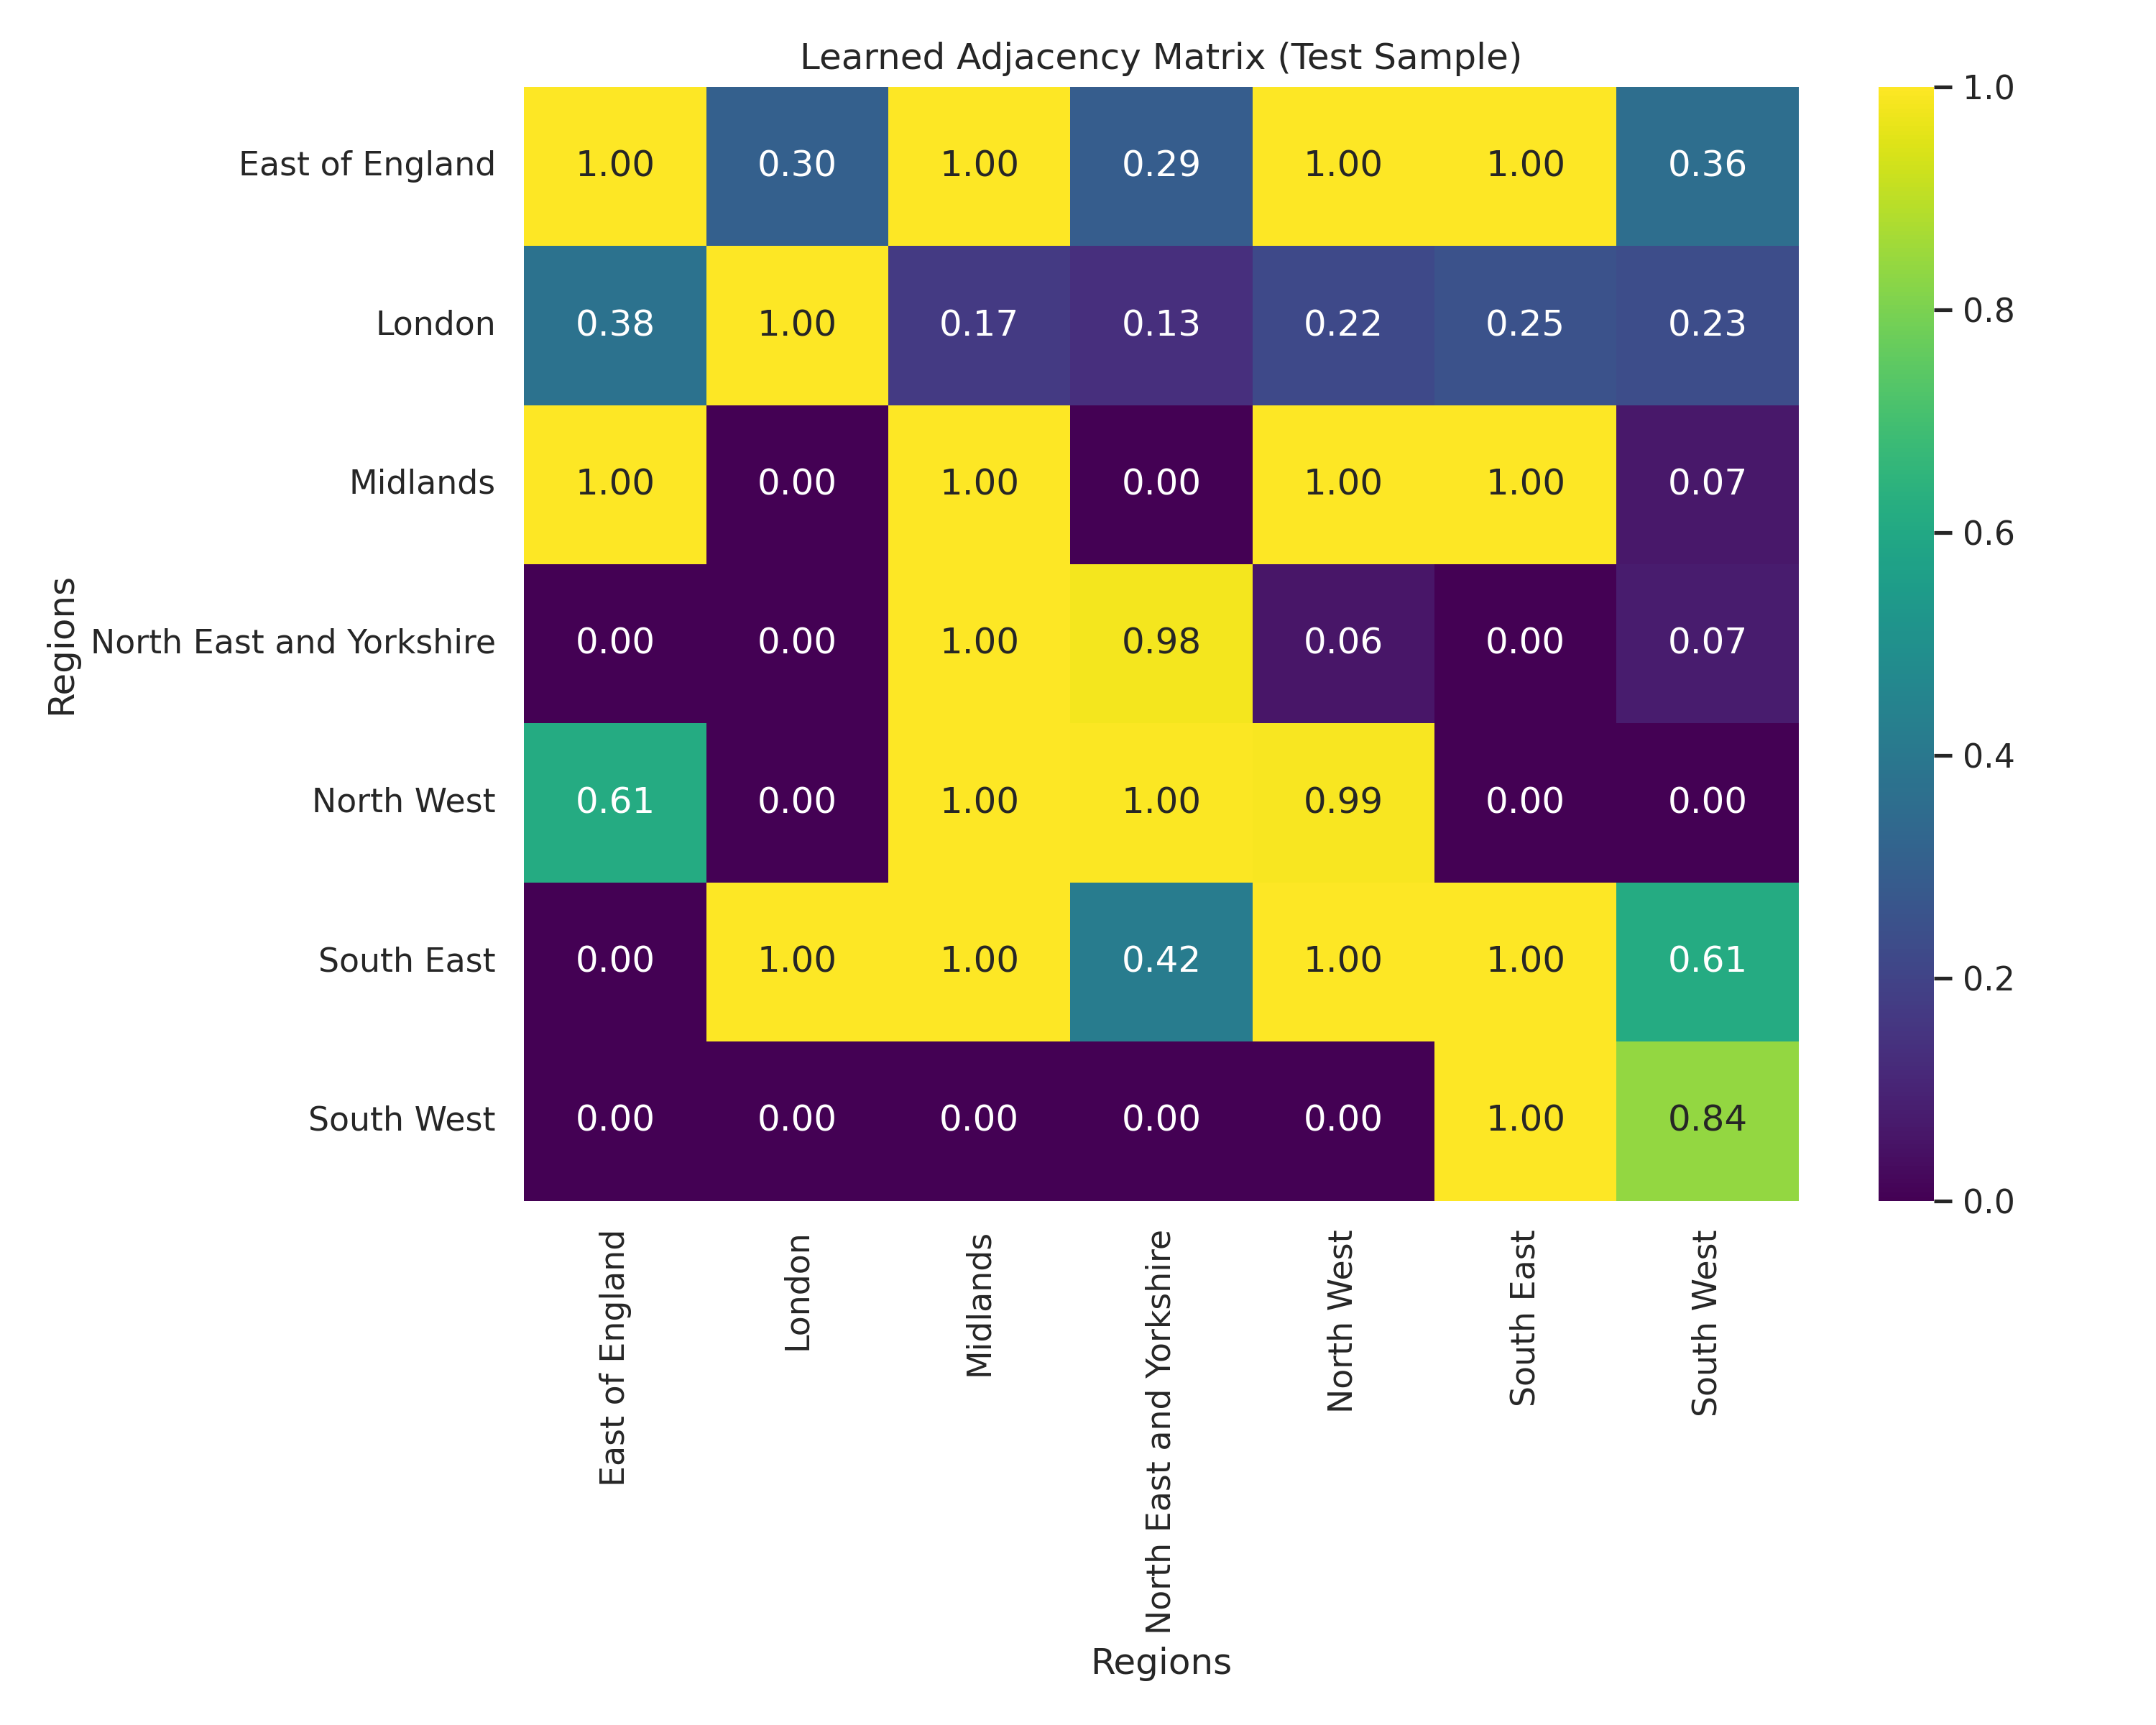 Learned Adjacency Matrix (Test Sample)
East of England 1.00 0.30 1.00 0.29 1.00 1.00 0.36
London 0.38 1.00 0.17 0.13 0.22 0.25 0.23
Midlands 1.00 0.00 1.00 0.00 1.00 1.00 0.07
North East and Yorkshire 0.00 0.00 1.00 0.98 0.06 0.00 0.07
North West 0.61 0.00 1.00 1.00 0.99 0.00 0.00
South East 0.00 1.00 1.00 0.42 1.00 1.00 0.61
South West 0.00 0.00 0.00 0.00 0.00 1.00 0.84
Regions
East of England
London
Midlands
North East and Yorkshire
North West
South East
South West
Regions
1.0
0.8
0.6
0.4
0.2
0.0